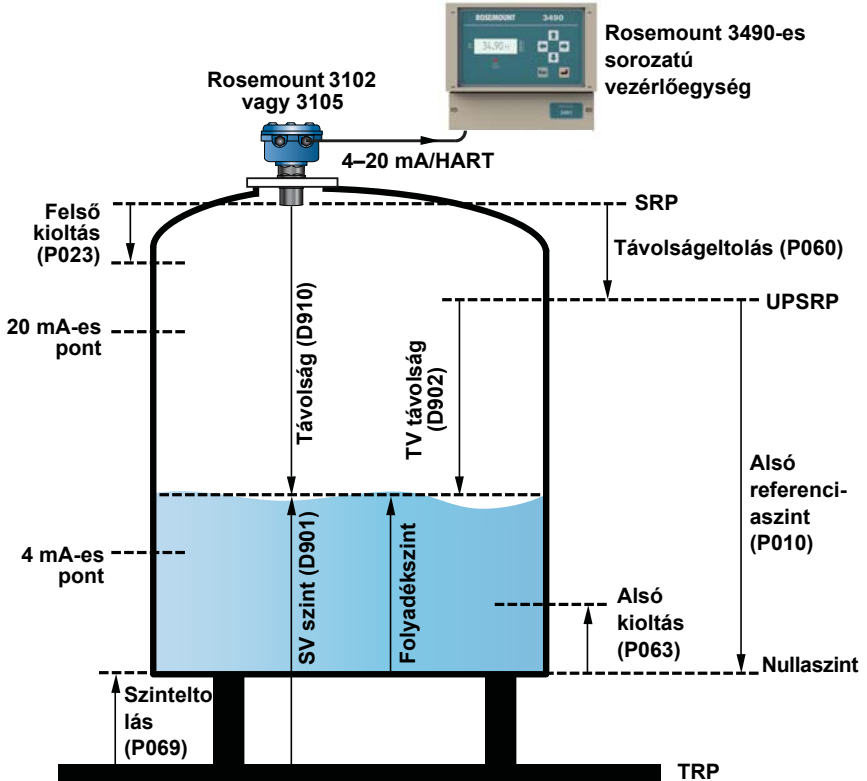 ROSEMOUNT 3490
34.90
Rosemount 3490-es
sorozatú
vezérlőegység
Rosemount 3102
vagy 3105
4–20 mA/HART
SRP
Felső
kioltás
(P023)
Távolságeltolás (P060)
UPSRP
20 mA-es
pont
Távolság (D910)
TV távolság
(D902)
Alsó
referenci-
aszint
(P010)
4 mA-es
pont
SV szint (D901)
Folyadékszint
Alsó
kioltás
(P063)
Nullaszint
Szintelto
lás
(P069)
TRP